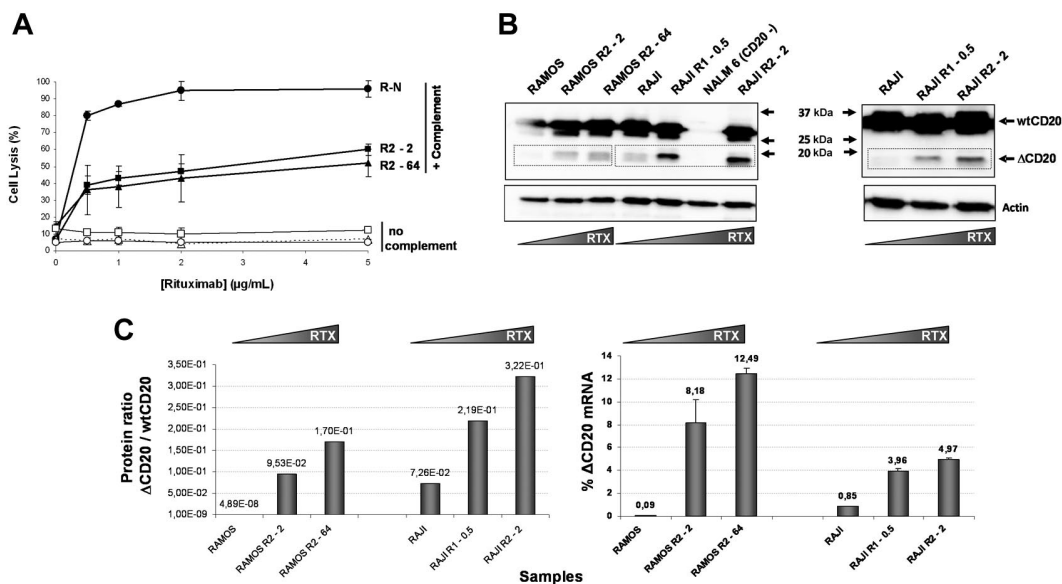 A
Cell Lysis (%)
100
90
80
70
60
50
40
30
20
10
0
0 1 2 3 4 5
[Rituximab] (µg/mL)
R-N
R2 - 2
R2 - 64
+ Complement
no
complement
B
RAMOS
RAMOS R2 - 2
RAMOS R2 - 64
RAJI
RAJI R1 - 0.5
NALM 6 (CD20 -)
RAJI R2 - 2
37 kDa
25 kDa
20 kDa
RTX
RTX
RAJI
RAJI R1 - 0.5
RAJI R2 - 2
wtCD20
ΔCD20
Actin
RTX
C
RTX
RTX
Protein ratio
ΔCD20 / wtCD20
3,50E-01
3,00E-01
2,50E-01
2,00E-01
1,50E-01
1,00E-01
5,00E-02
1,00E-09
4,89E-08
9,53E-02
1,70E-01
7,26E-02
2,19E-01
3,22E-01
RAMOS
RAMOS R2 - 2
RAMOS R2 - 64
RAJI
RAJI R1 - 0.5
RAJI R2 - 2
RTX
RTX
% ΔCD20 mRNA
14
12
10
8
6
4
2
0
0,09
8,18
12,49
0,85
3,96
4,97
RAMOS
RAMOS R2 - 2
RAMOS R2 - 64
RAJI
RAJI R1 - 0.5
RAJI R2 - 2
Samples